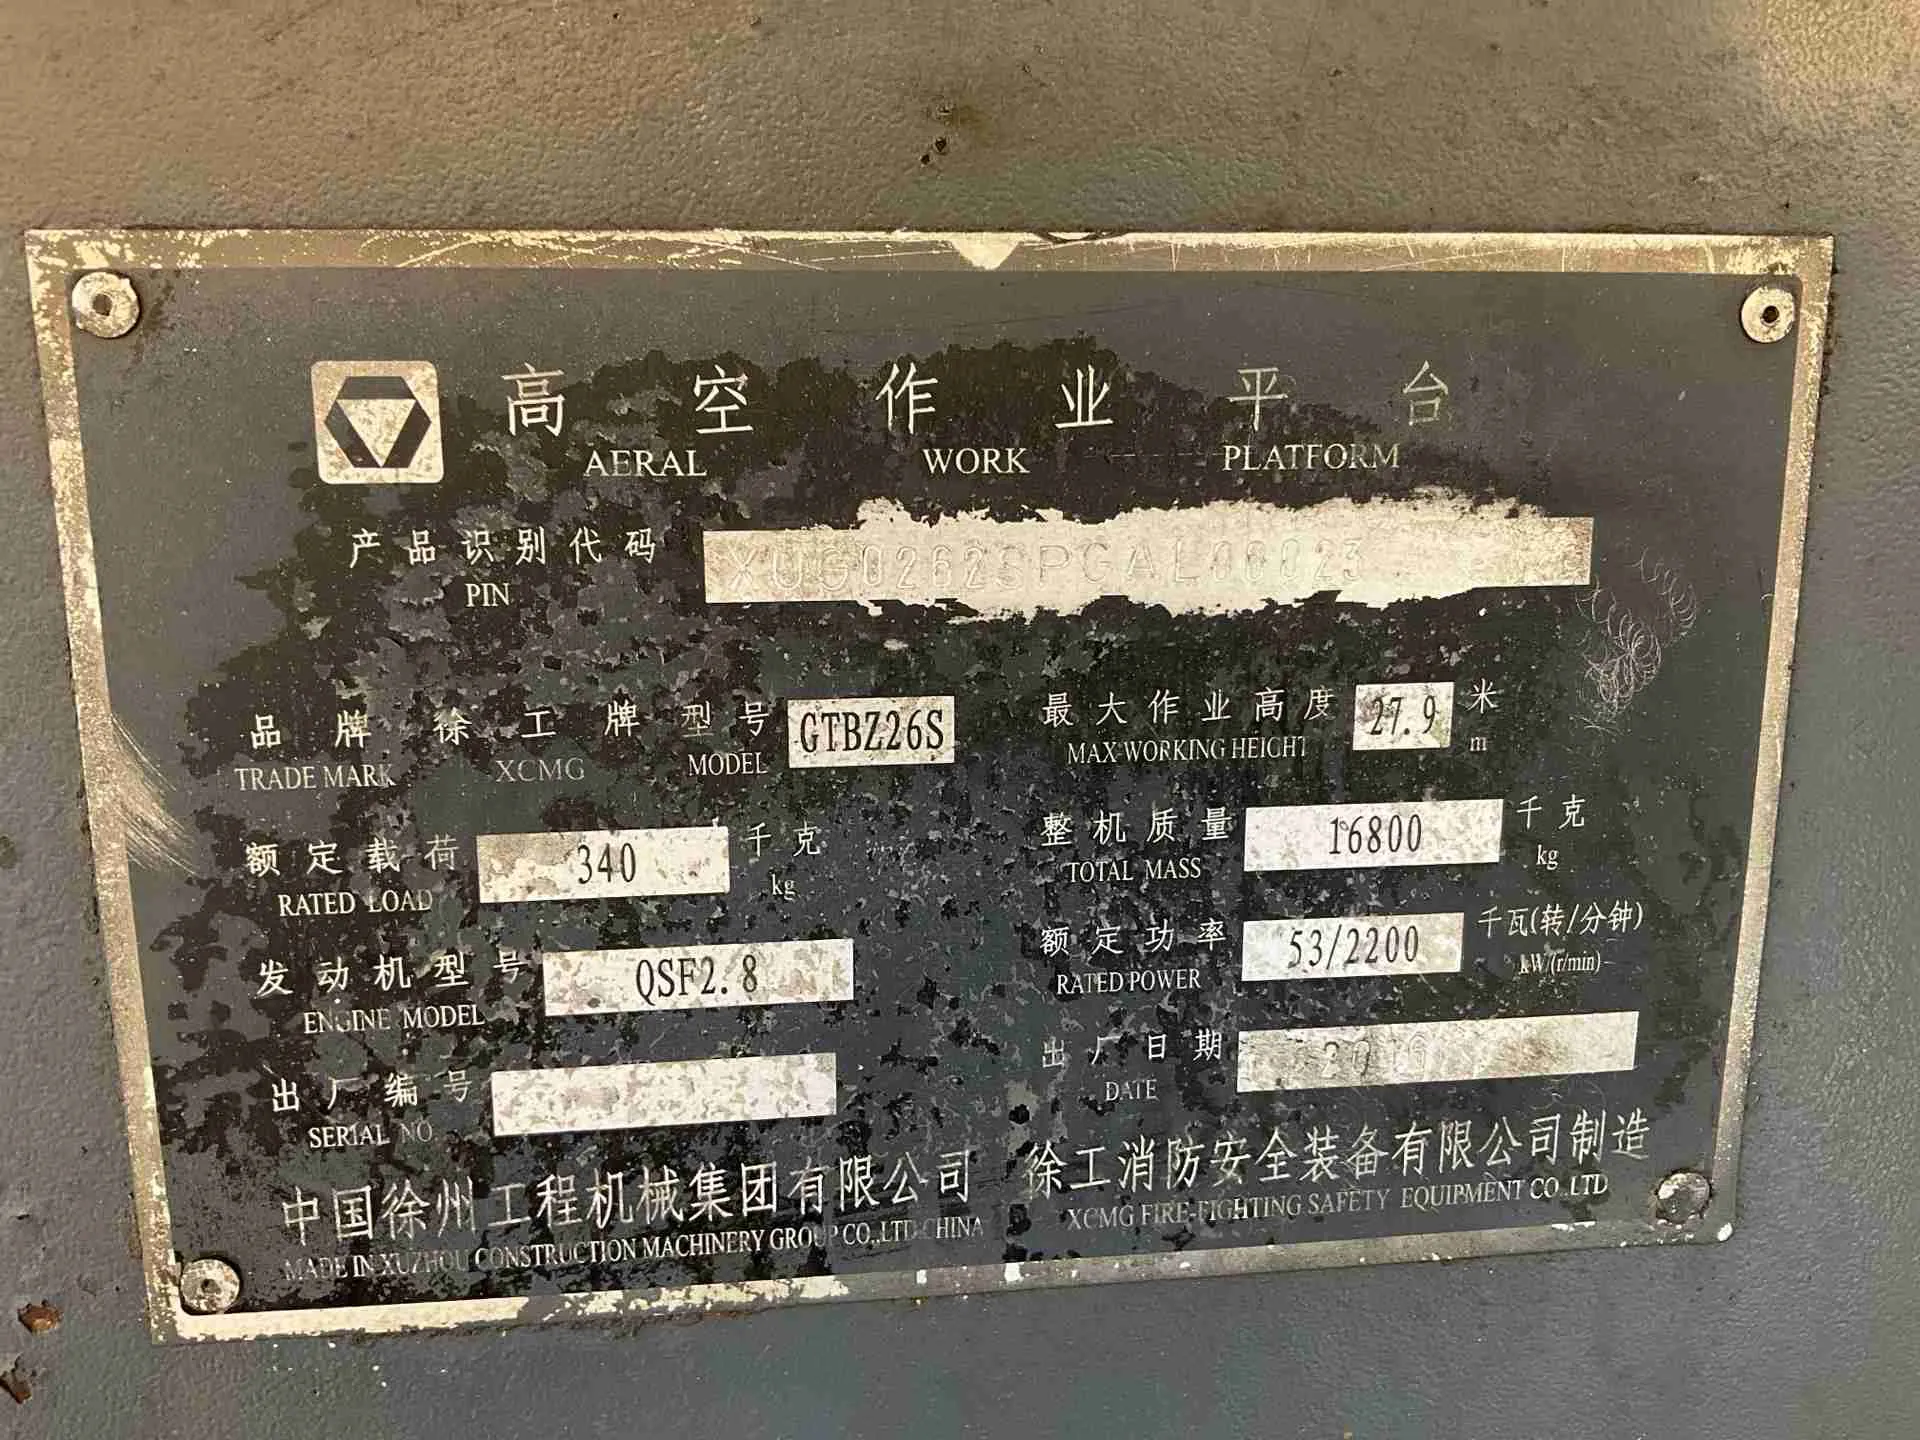 高空作业平台
AERAL WORK PLATFORM
产品识别代码 XUG0262SPGAL00023
PIN
品牌 徐工牌 型号 GTBZ26S 最大作业高度 27.9 米
TRADE MARK XCMG MODEL MAX WORKING HEIGHT m
额定载荷 340 千克 整机质量 16800 千克
RATED LOAD kg TOTAL MASS kg
发动机型号 QSF2.8 额定功率 53/2200 千瓦(转/分钟)
ENGINE MODEL RATED POWER kW/(r/min)
出厂编号 出厂日期
SERIAL NO. DATE
中国徐州工程机械集团有限公司 徐工消防安全装备有限公司制造
MADE IN XUZHOU CONSTRUCTION MACHINERY GROUP CO.,LTD CHINA XCMG FIRE-FIGHTING SAFETY EQUIPMENT CO.,LTD